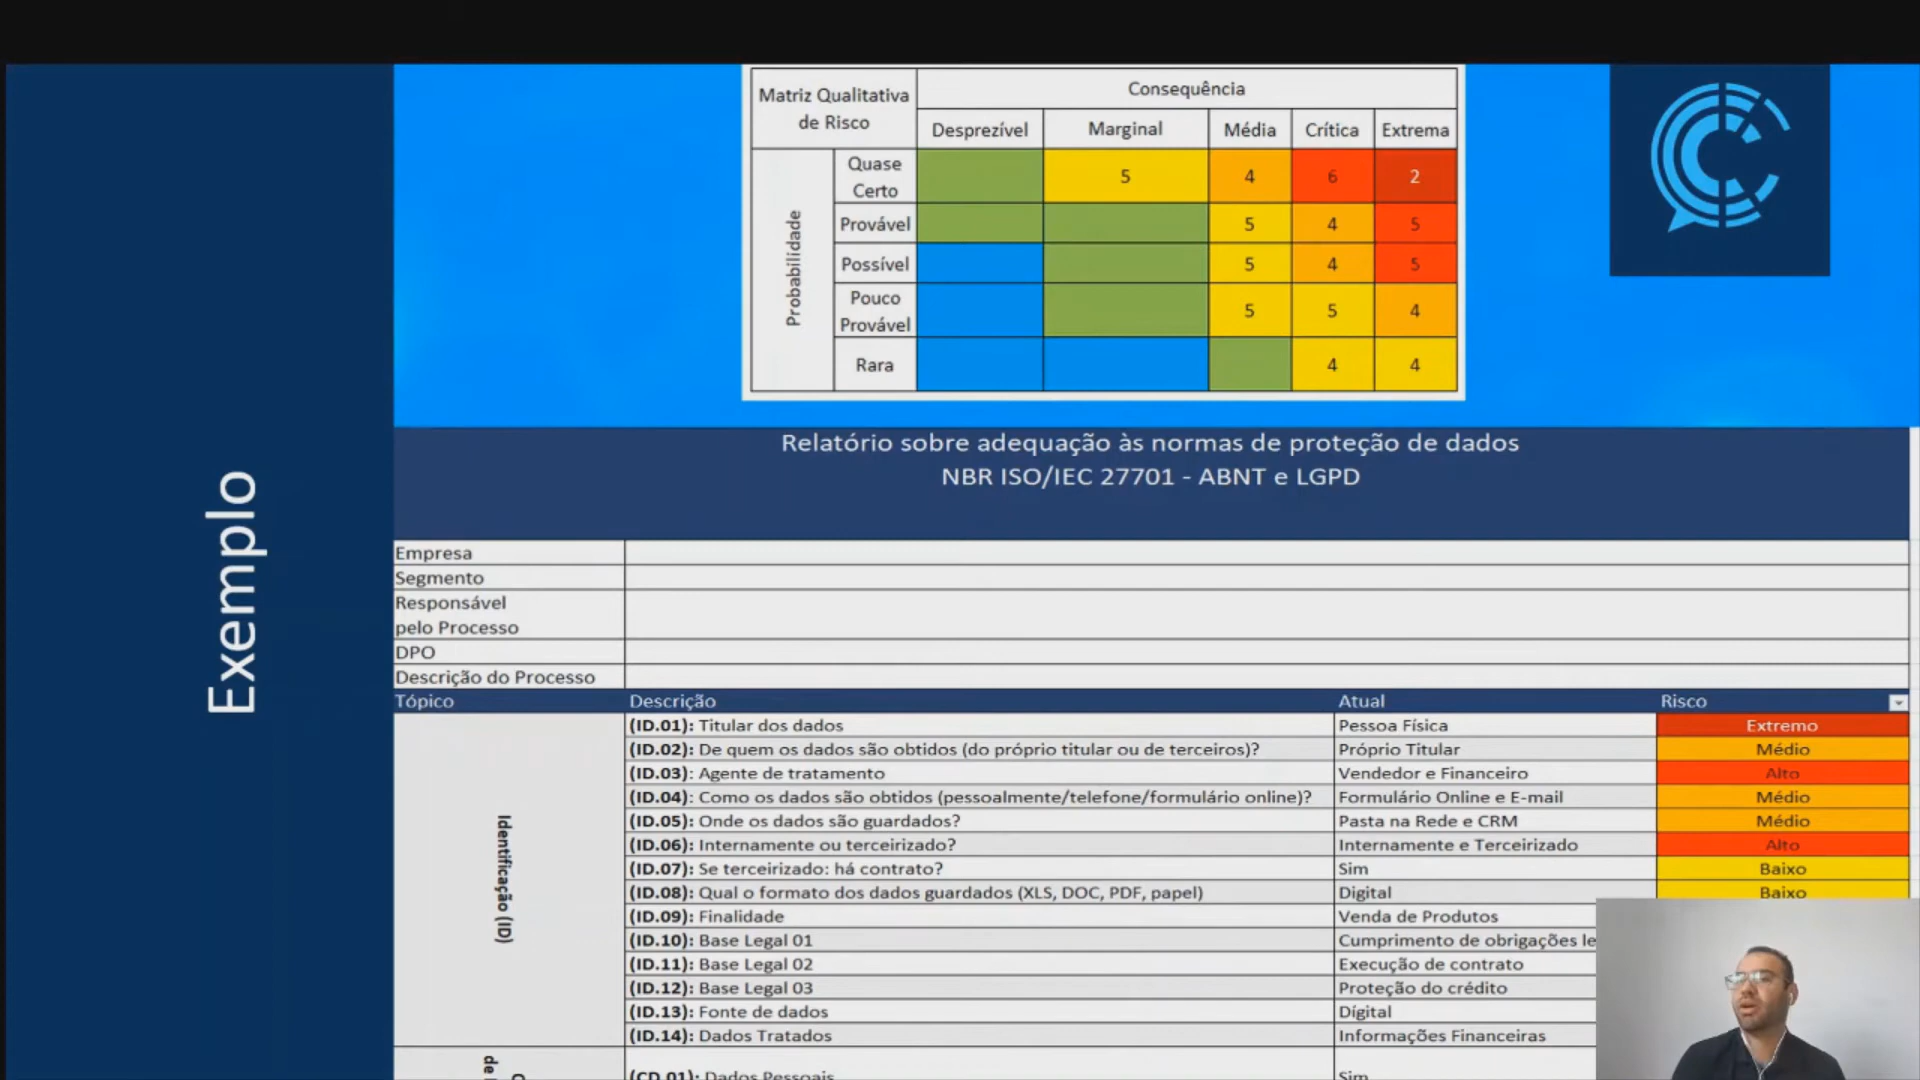 Exemplo
Matriz Qualitativa
de Risco
Consequência
Desprezível Marginal Média Crítica Extrema
Probabilidade
Quase
Certo
5 4 6 2
Provável 5 4 5
Possível 5 4 5
Pouco
Provável
5 5 4
Rara 4 4
Relatório sobre adequação às normas de proteção de dados
NBR ISO/IEC 27701 - ABNT e LGPD
Empresa
Segmento
Responsável
pelo Processo
DPO
Descrição do Processo
Tópico Descrição Atual Risco
Identificação (ID)
(ID.01): Titular dos dados Pessoa Física Extremo
(ID.02): De quem os dados são obtidos (do próprio titular ou de terceiros)? Próprio Titular Médio
(ID.03): Agente de tratamento Vendedor e Financeiro Alto
(ID.04): Como os dados são obtidos (pessoalmente/telefone/formulário online)? Formulário Online e E-mail Médio
(ID.05): Onde os dados são guardados? Pasta na Rede e CRM Médio
(ID.06): Internamente ou terceirizado? Internamente e Terceirizado Alto
(ID.07): Se terceirizado: há contrato? Sim Baixo
(ID.08): Qual o formato dos dados guardados (XLS, DOC, PDF, papel) Digital Baixo
(ID.09): Finalidade Venda de Produtos
(ID.10): Base Legal 01 Cumprimento de obrigações le
(ID.11): Base Legal 02 Execução de contrato
(ID.12): Base Legal 03 Proteção do crédito
(ID.13): Fonte de dados Dígital
(ID.14): Dados Tratados Informações Financeiras
(CD.01): Dados Pessoais Sim